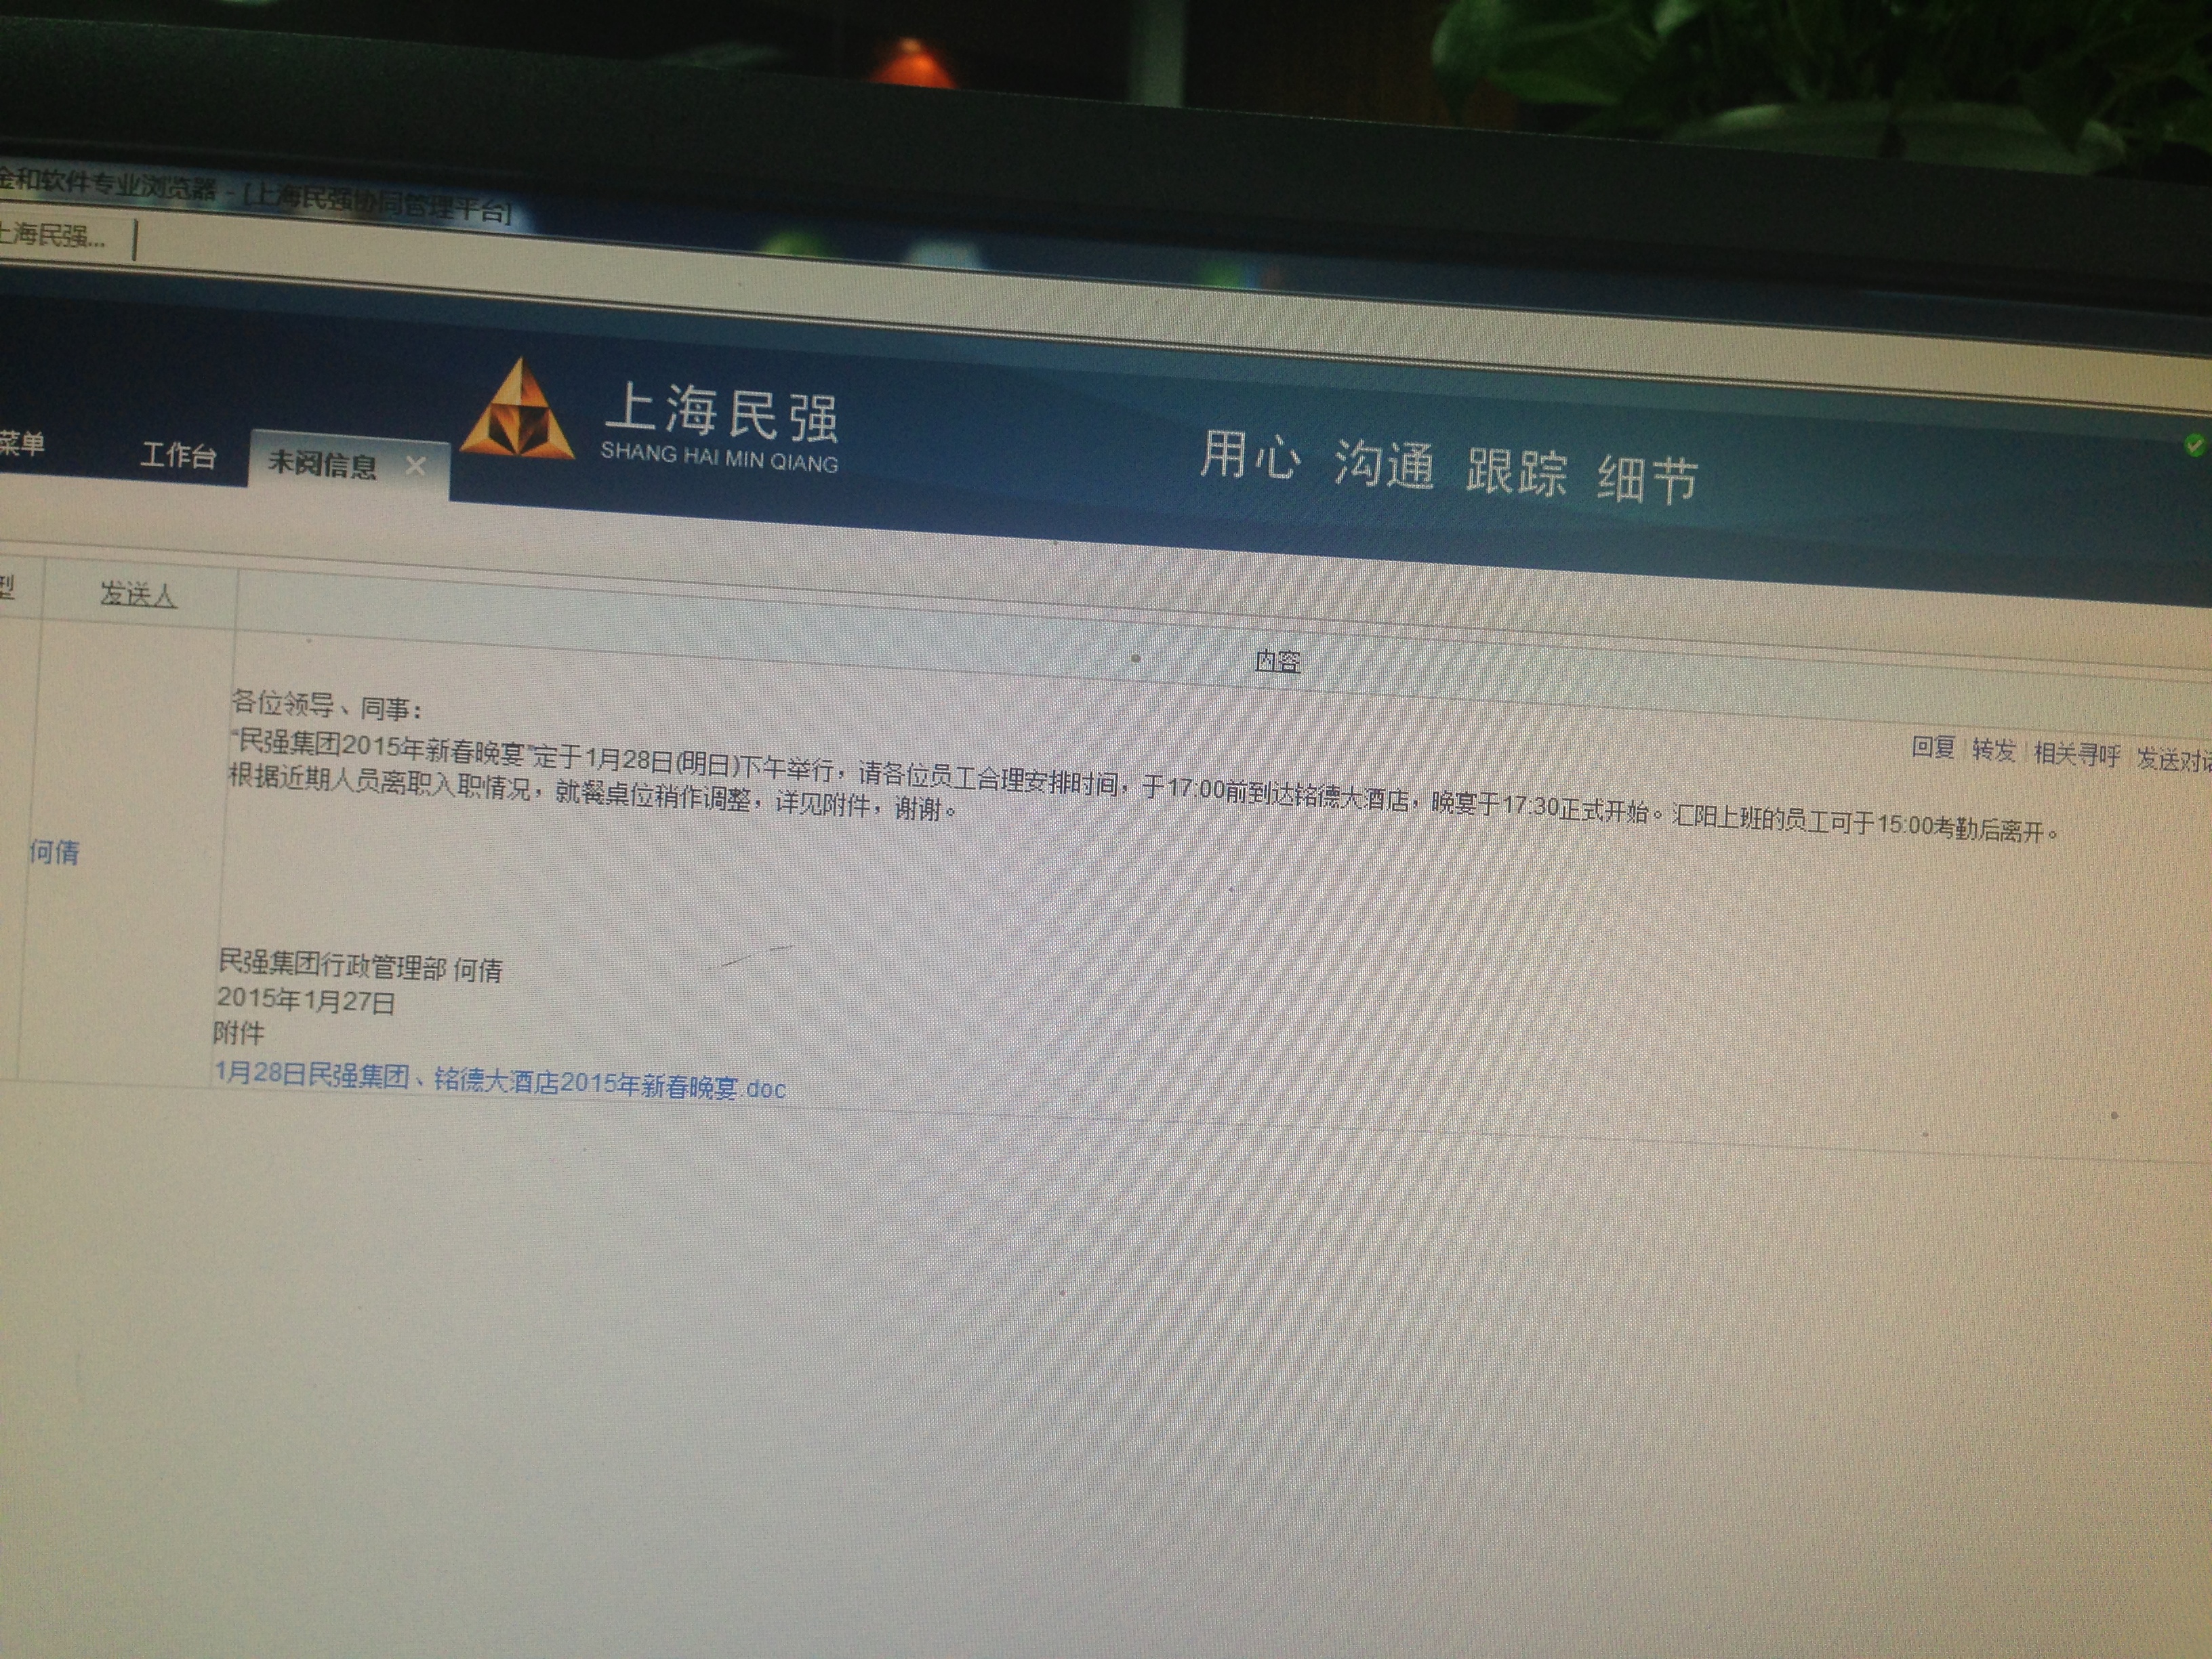 金和软件专业浏览器 - [上海民强协同管理平台]
上海民强...
上海民强
SHANG HAI MIN QIANG
用心 沟通 跟踪 细节
菜单 工作台 未阅信息 ×
型 发送人 内容
回复 | 转发 | 相关寻呼 | 发送对话
各位领导、同事：
“民强集团2015年新春晚宴”定于1月28日(明日)下午举行，请各位员工合理安排时间，于17:00前到达铭德大酒店，晚宴于17:30正式开始。汇阳上班的员工可于15:00考勤后离开。
根据近期人员离职入职情况，就餐桌位稍作调整，详见附件，谢谢。
何倩
民强集团行政管理部 何倩
2015年1月27日
附件
1月28日民强集团、铭德大酒店2015年新春晚宴.doc